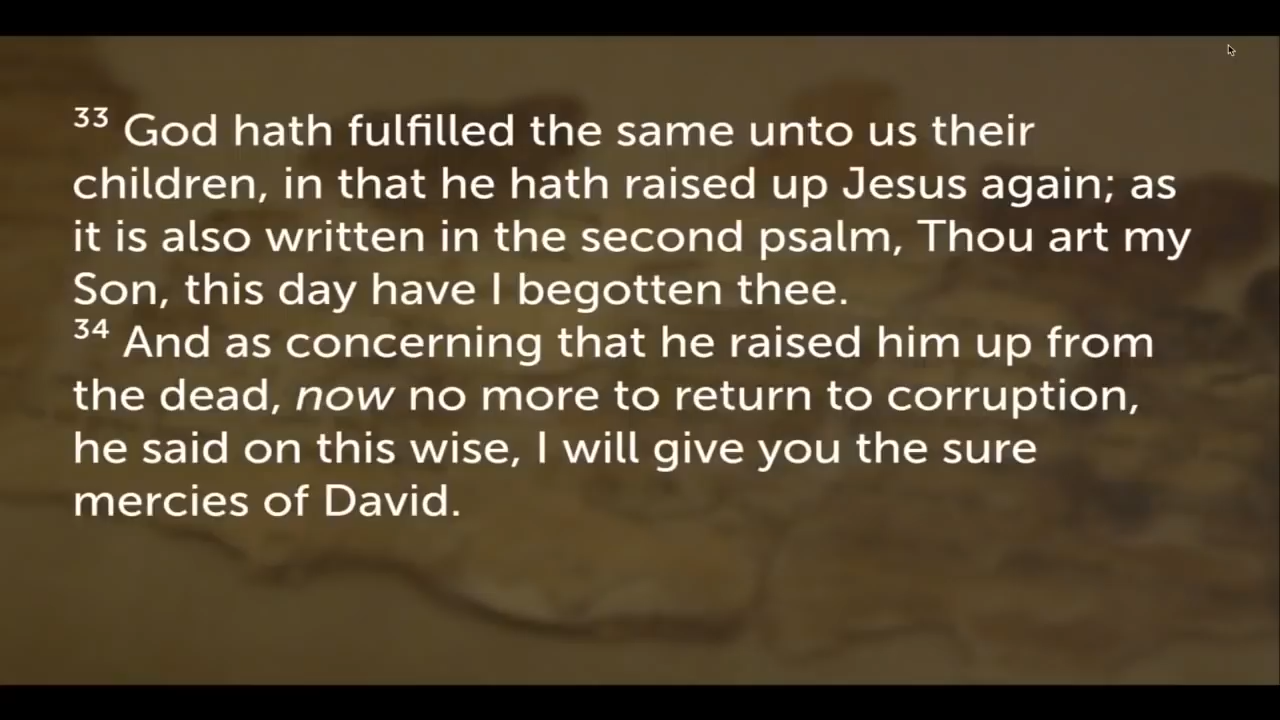 33 God hath fulfilled the same unto us their
children, in that he hath raised up Jesus again; as
it is also written in the second psalm, Thou art my
Son, this day have I begotten thee.
34 And as concerning that he raised him up from
the dead, now no more to return to corruption,
he said on this wise, I will give you the sure
mercies of David.